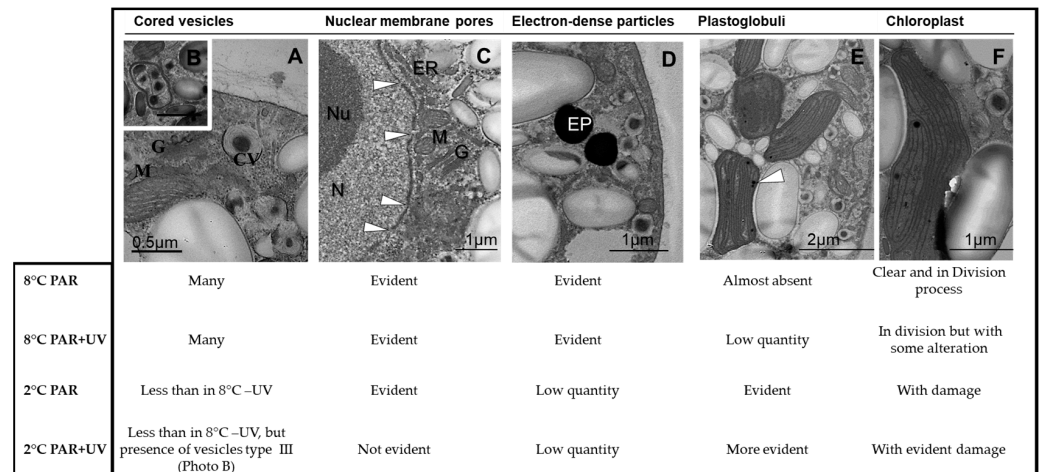 Cored vesicles Nuclear membrane pores Electron-dense particles Plastoglobuli Chloroplast
B A ER C D E F
Nu
EP
G M
CV G
M
N
0.5µm 1µm 1µm 2µm 1µm
8°C PAR Many Evident Evident Almost absent Clear and in Division
process
8°C PAR+UV Many Evident Evident Low quantity In division but with
some alteration
2°C PAR Less than in 8°C –UV Evident Low quantity Evident With damage
2°C PAR+UV Less than in 8°C –UV, but
presence of vesicles type III
(Photo B) Not evident Low quantity More evident With evident damage